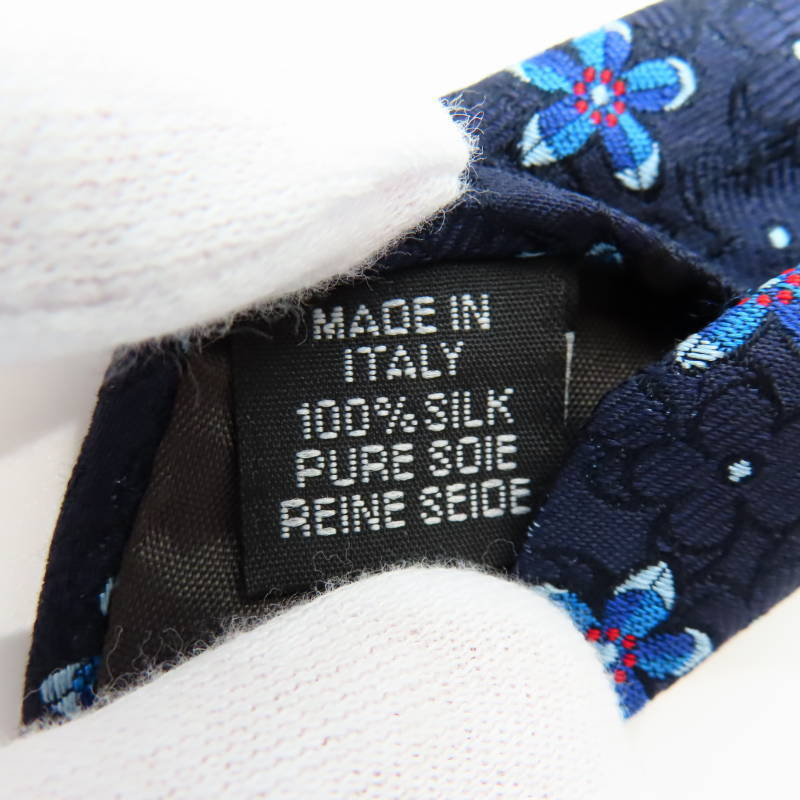 MADE IN
ITALY
100% SILK
PURE SOIE
REINE SEIDE